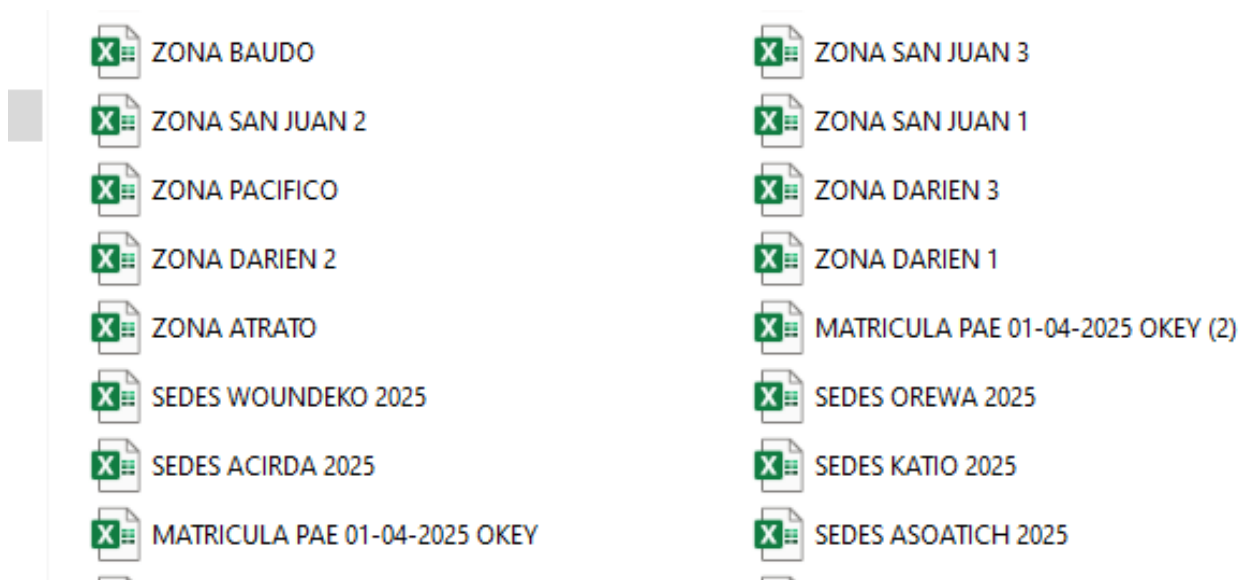 ZONA BAUDO
ZONA SAN JUAN 3
ZONA SAN JUAN 2
ZONA SAN JUAN 1
ZONA PACIFICO
ZONA DARIEN 3
ZONA DARIEN 2
ZONA DARIEN 1
ZONA ATRATO
MATRICULA PAE 01-04-2025 OKEY (2)
SEDES WOUNDEKO 2025
SEDES OREWA 2025
SEDES ACIRDA 2025
SEDES KATIO 2025
MATRICULA PAE 01-04-2025 OKEY
SEDES ASOATICH 2025